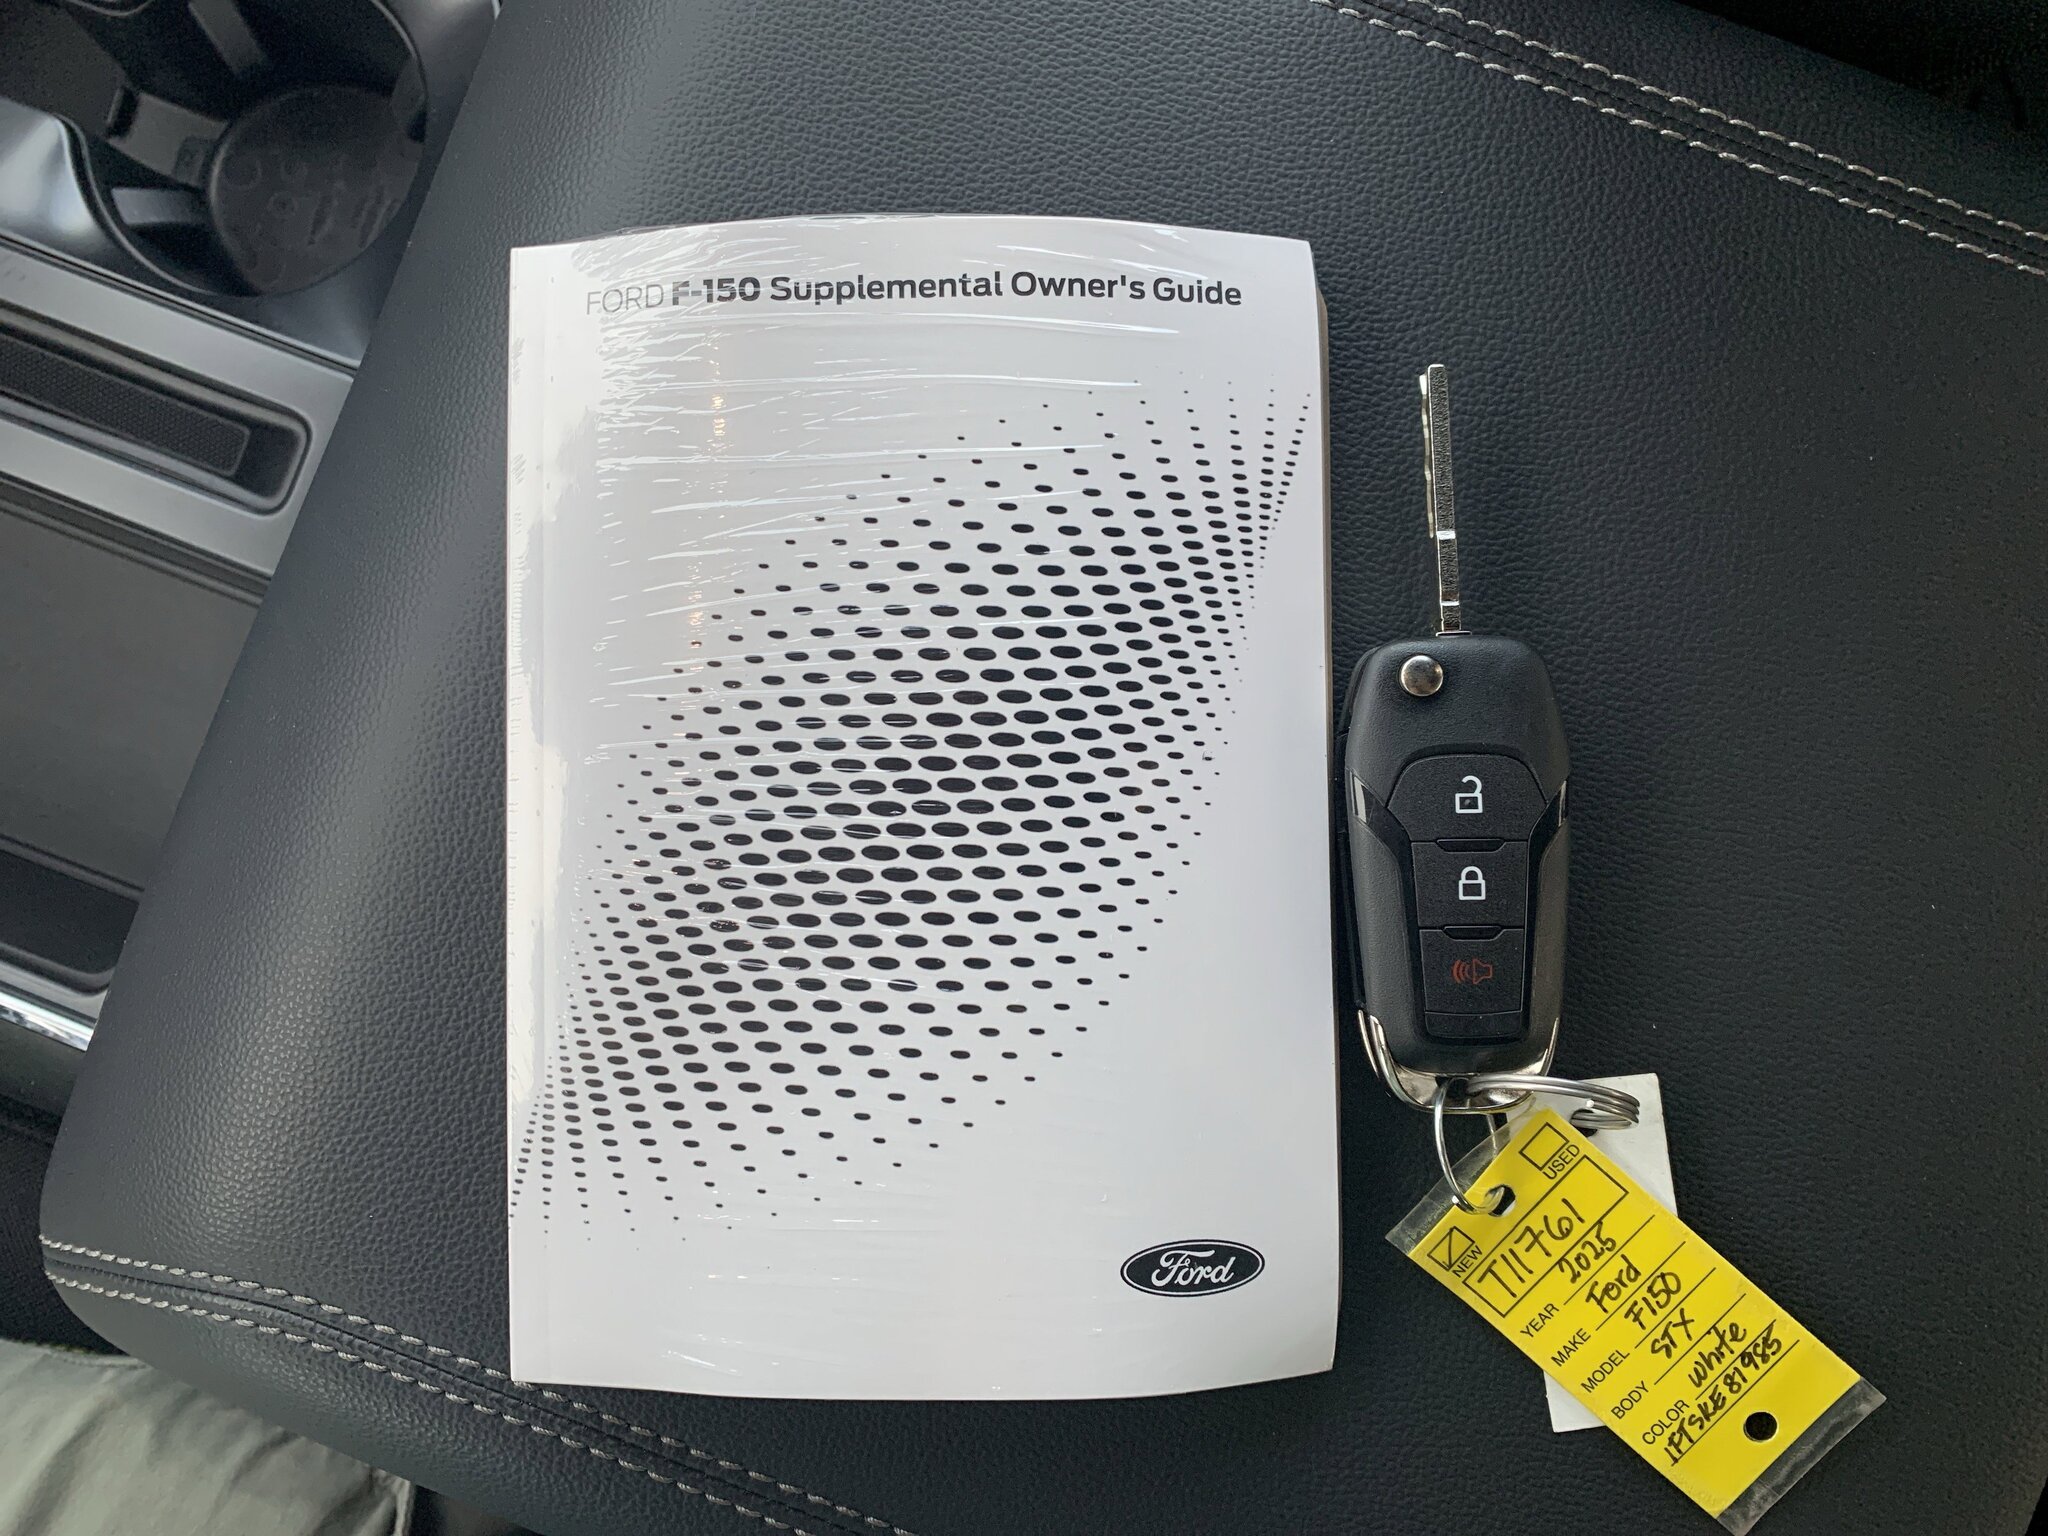 FORD F-150 Supplemental Owner's Guide
Ford
USED
NEW
T11761
YEAR 2025
MAKE Ford
MODEL F150
BODY STX
COLOR White
1FTSKE81985